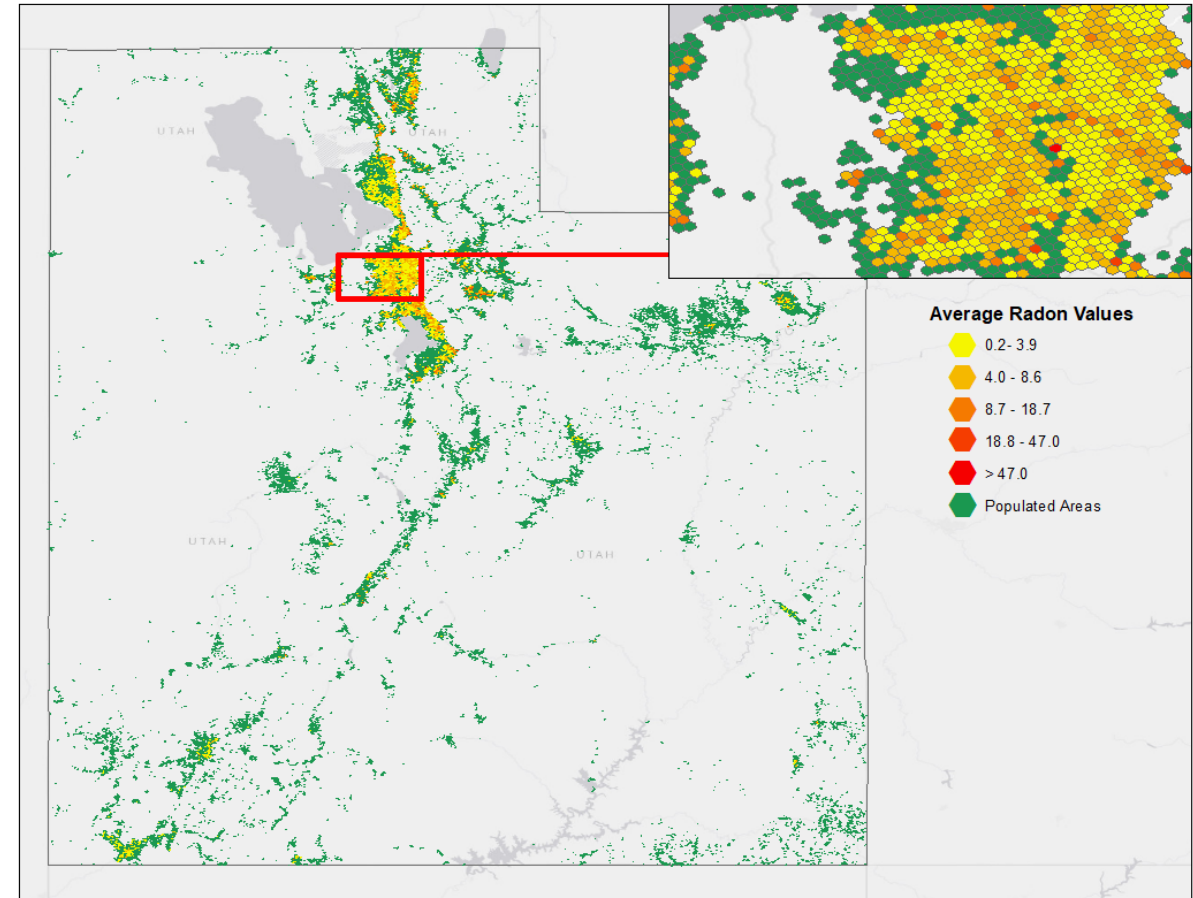 UTAH
UTAH
Average Radon Values
0.2- 3.9
4.0 - 8.6
8.7 - 18.7
18.8 - 47.0
> 47.0
Populated Areas
UTAH
UTAH